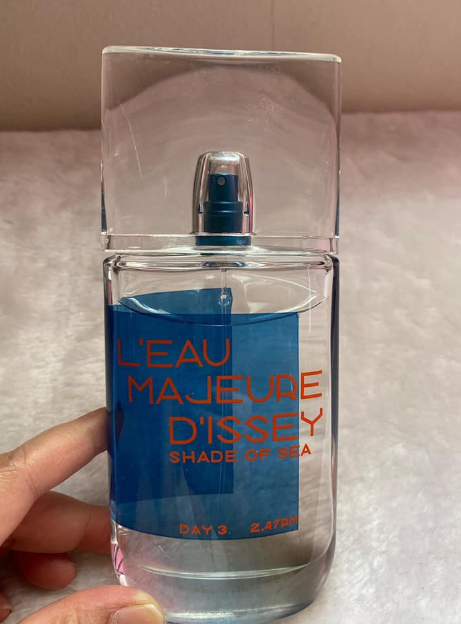 L'EAU
MAJEURE
D'ISSEY
SHADE OF SEA
DAY 3. 2.47PM